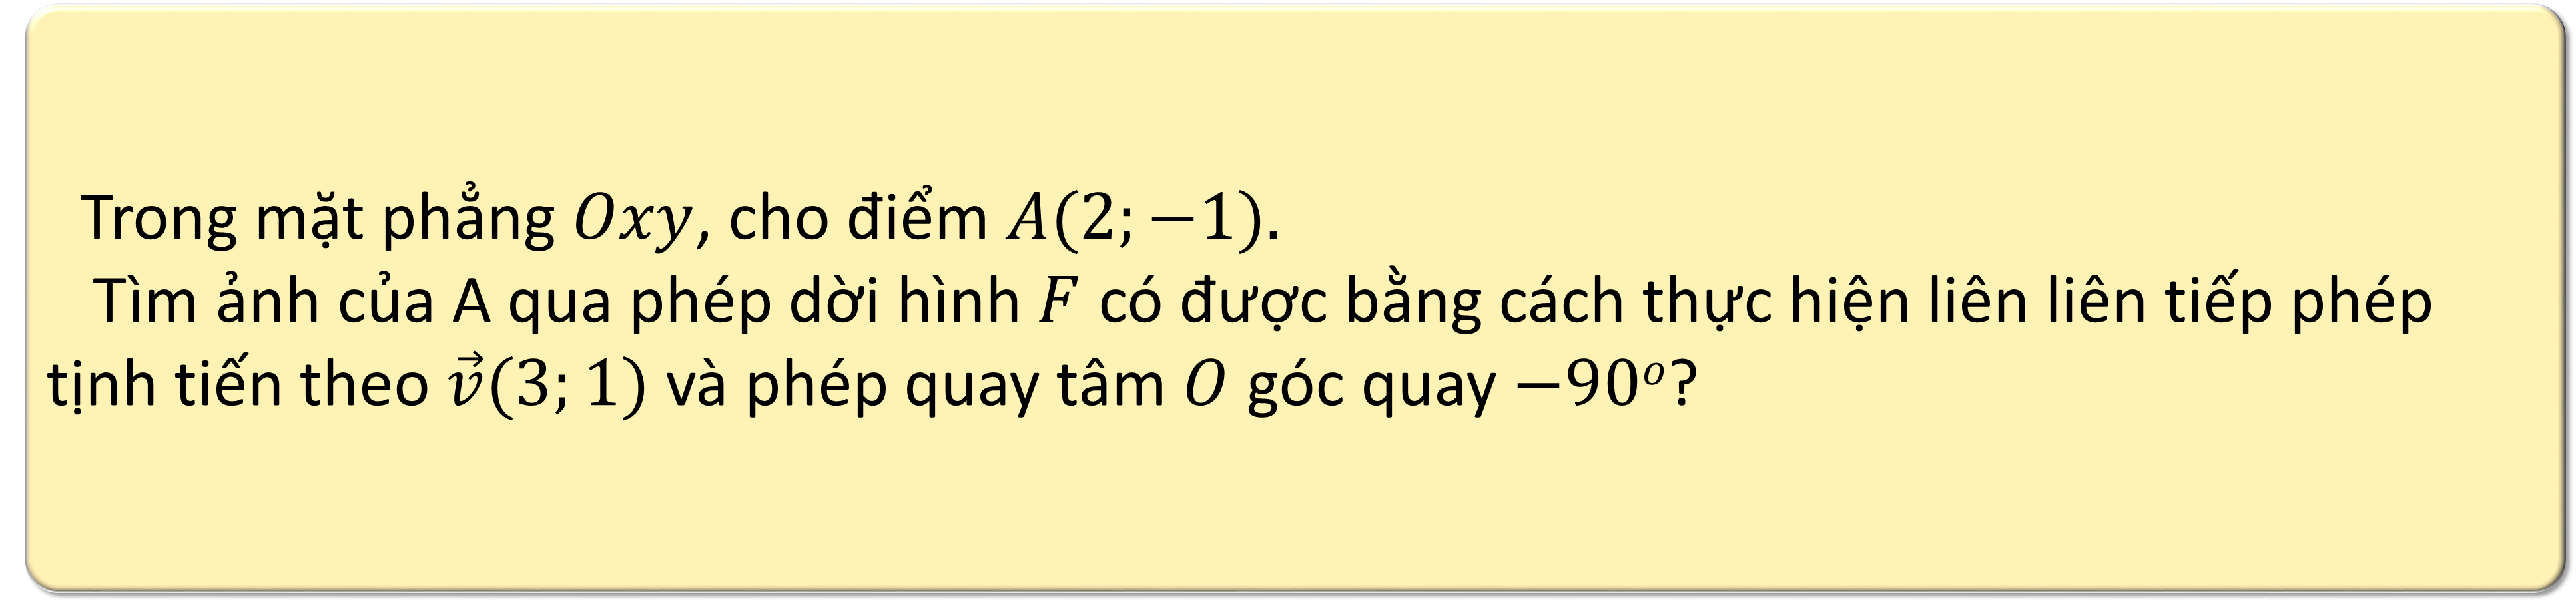 Trong mặt phẳng Oxy, cho điểm A(2; −1).
Tìm ảnh của A qua phép dời hình F có được bằng cách thực hiện liên liên tiếp phép
tịnh tiến theo v⃗(3; 1) và phép quay tâm O góc quay −90ᵒ?